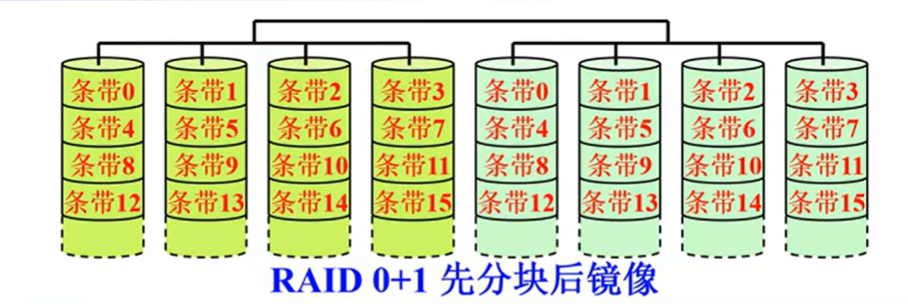 条带0 条带1 条带2 条带3 条带0 条带1 条带2 条带3
条带4 条带5 条带6 条带7 条带4 条带5 条带6 条带7
条带8 条带9 条带10 条带11 条带8 条带9 条带10 条带11
条带12 条带13 条带14 条带15 条带12 条带13 条带14 条带15
RAID 0+1 先分块后镜像